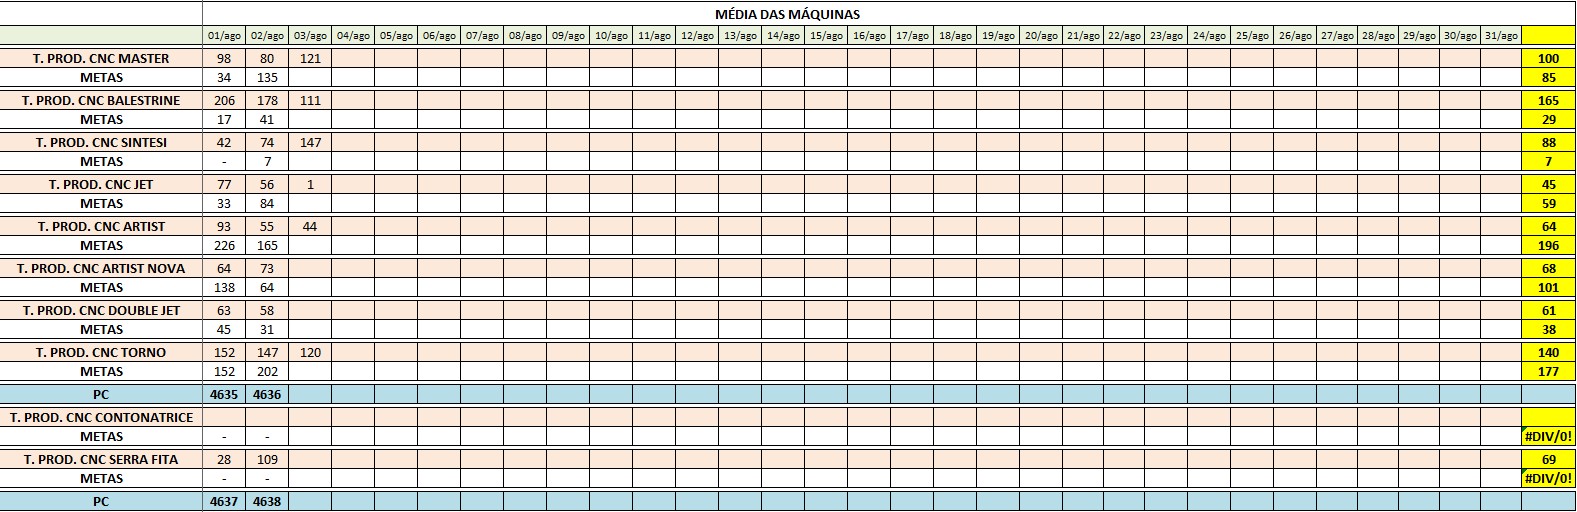 MÉDIA DAS MÁQUINAS
01/ago 02/ago 03/ago 04/ago 05/ago 06/ago 07/ago 08/ago 09/ago 10/ago 11/ago 12/ago 13/ago 14/ago 15/ago 16/ago 17/ago 18/ago 19/ago 20/ago 21/ago 22/ago 23/ago 24/ago 25/ago 26/ago 27/ago 28/ago 29/ago 30/ago 31/ago
T. PROD. CNC MASTER 98 80 121 100
METAS 34 135 85
T. PROD. CNC BALESTRINE 206 178 111 165
METAS 17 41 29
T. PROD. CNC SINTESI 42 74 147 88
METAS - 7 7
T. PROD. CNC JET 77 56 1 45
METAS 33 84 59
T. PROD. CNC ARTIST 93 55 44 64
METAS 226 165 196
T. PROD. CNC ARTIST NOVA 64 73 68
METAS 138 64 101
T. PROD. CNC DOUBLE JET 63 58 61
METAS 45 31 38
T. PROD. CNC TORNO 152 147 120 140
METAS 152 202 177
PC 4635 4636
T. PROD. CNC CONTONATRICE
METAS - - #DIV/0!
T. PROD. CNC SERRA FITA 28 109 69
METAS - - #DIV/0!
PC 4637 4638